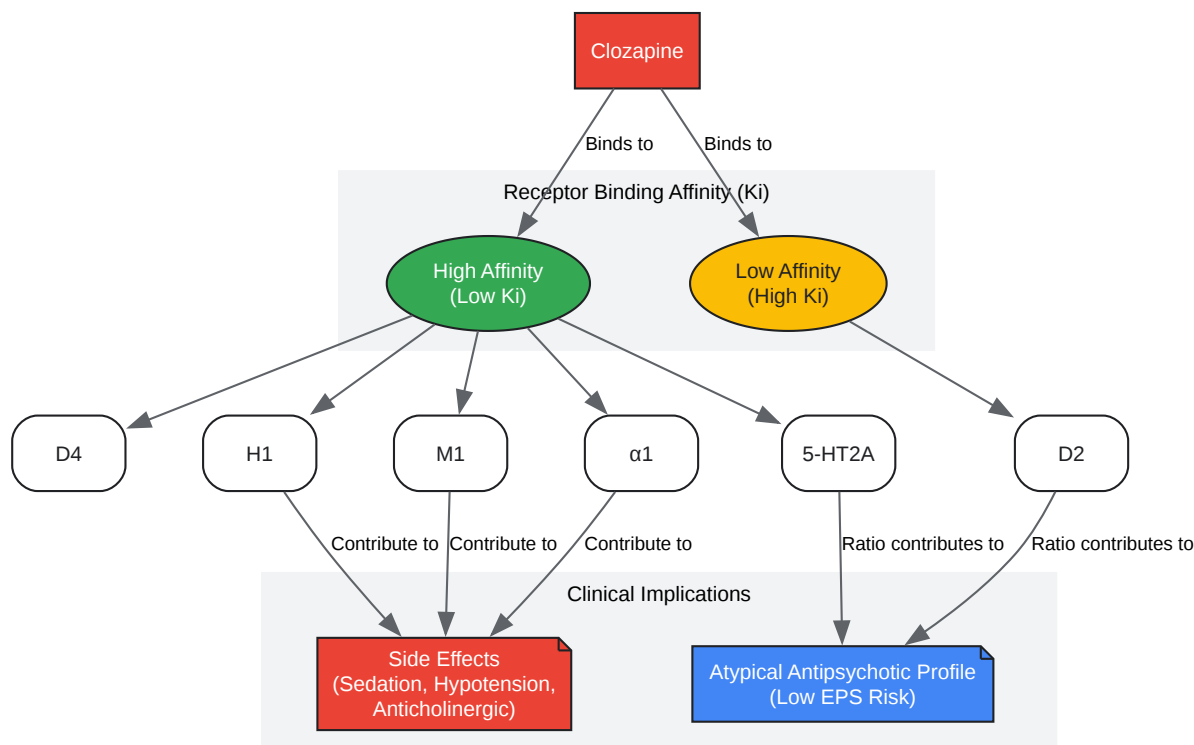 Clozapine
Binds to
Binds to
Receptor Binding Affinity (Ki)
High Affinity
(Low Ki)
Low Affinity
(High Ki)
D4
H1
M1
α1
5-HT2A
D2
Contribute to
Contribute to
Contribute to
Ratio contributes to
Ratio contributes to
Clinical Implications
Side Effects
(Sedation, Hypotension,
Anticholinergic)
Atypical Antipsychotic Profile
(Low EPS Risk)